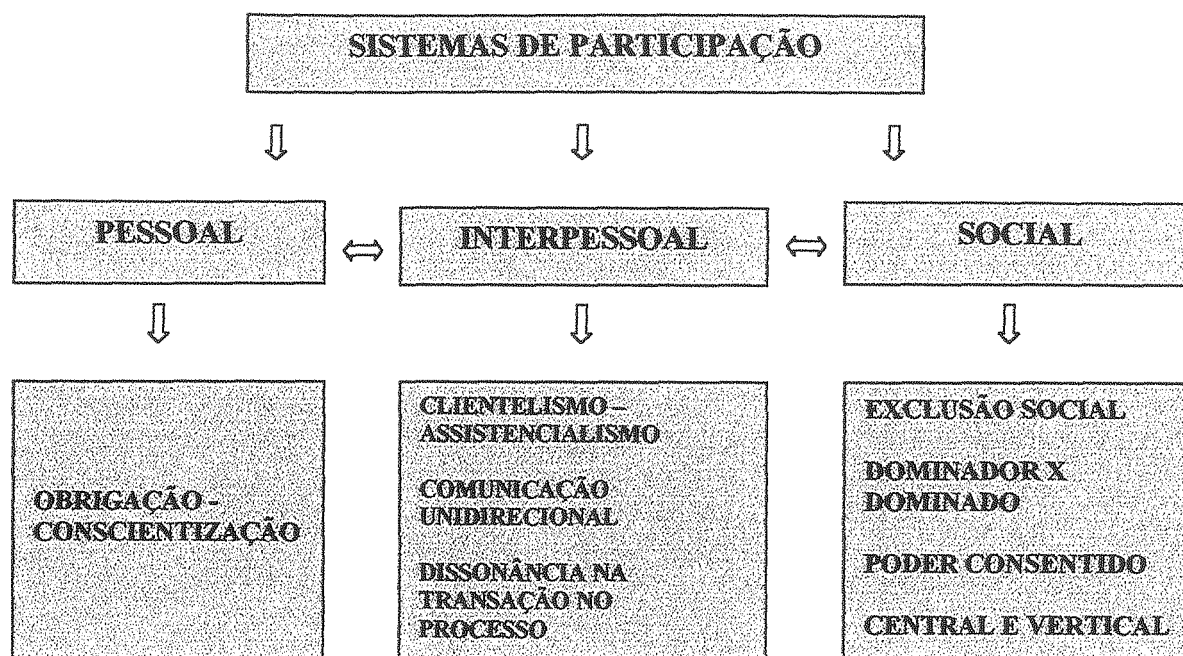 SISTEMAS DE PARTICIPAÇÃO
PESSOAL
INTERPESSOAL
SOCIAL
OBRIGAÇÃO -
CONSCIENTIZAÇÃO
CLIENTELISMO –
ASSISTENCIALISMO
COMUNICAÇÃO
UNIDIRECIONAL
DISSONÂNCIA NA
TRANSAÇÃO NO
PROCESSO
EXCLUSÃO SOCIAL
DOMINADOR X
DOMINADO
PODER CONSENTIDO
CENTRAL E VERTICAL